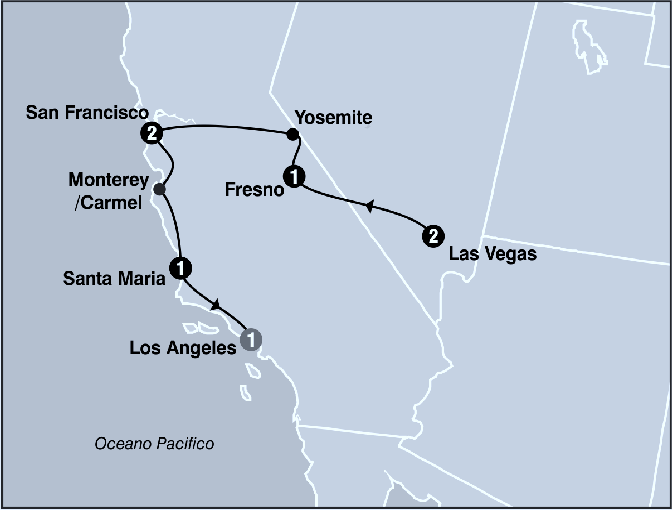 San Francisco
2
Yosemite
Monterey
/Carmel
Fresno
1
2
Las Vegas
Santa Maria
1
Los Angeles
1
Oceano Pacifico